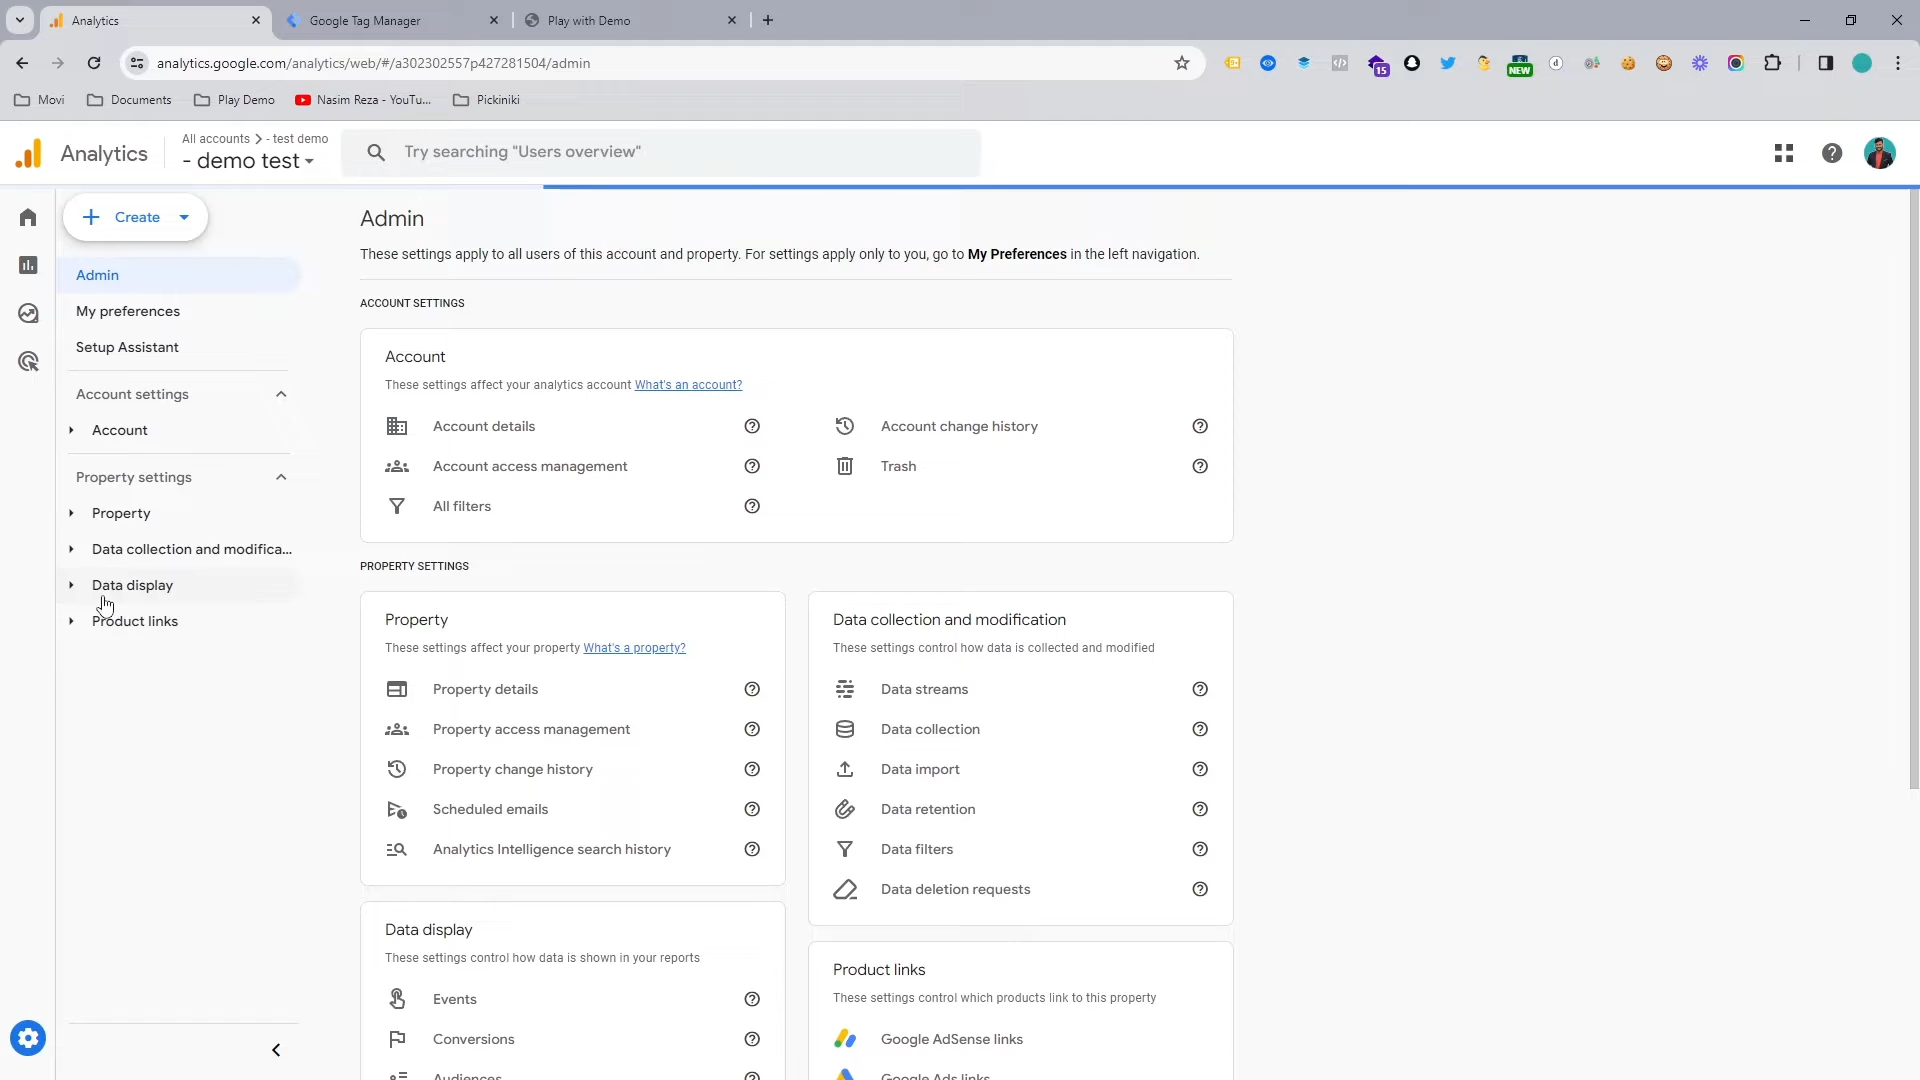 Analytics
Google Tag Manager
Play with Demo
analytics.google.com/analytics/web/#/a302302557p427281504/admin
15
NEW
Movi
Documents
Play Demo
Nasim Reza - YouTu...
Pickiniki
Analytics
All accounts > - test demo
- demo test
Try searching "Users overview"
Create
Admin
My preferences
Setup Assistant
Account settings
Account
Property settings
Property
Data collection and modifica...
Data display
Product links
Admin
These settings apply to all users of this account and property. For settings apply only to you, go to My Preferences in the left navigation.
ACCOUNT SETTINGS
Account
These settings affect your analytics account What's an account?
Account details
Account change history
Account access management
Trash
All filters
PROPERTY SETTINGS
Property
These settings affect your property What's a property?
Property details
Property access management
Property change history
Scheduled emails
Analytics Intelligence search history
Data collection and modification
These settings control how data is collected and modified
Data streams
Data collection
Data import
Data retention
Data filters
Data deletion requests
Data display
These settings control how data is shown in your reports
Events
Conversions
Audiences
Product links
These settings control which products link to this property
Google AdSense links
Google Ads links